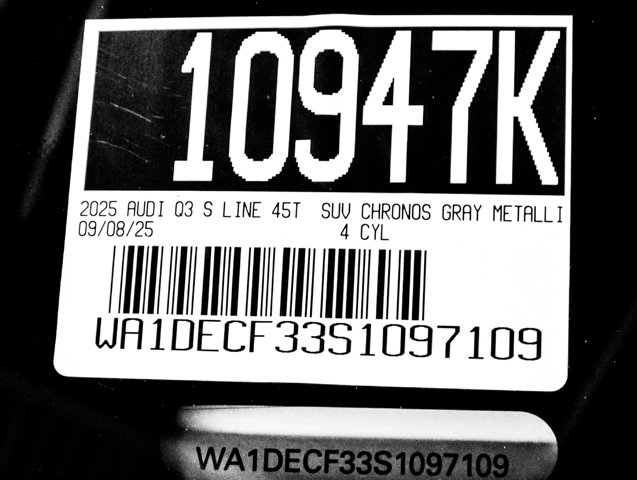 10947K
2025 AUDI Q3 S LINE 45T SUV CHRONOS GRAY METALLI
09/08/25 4 CYL
WA1DECF33S1097109
WA1DECF33S1097109